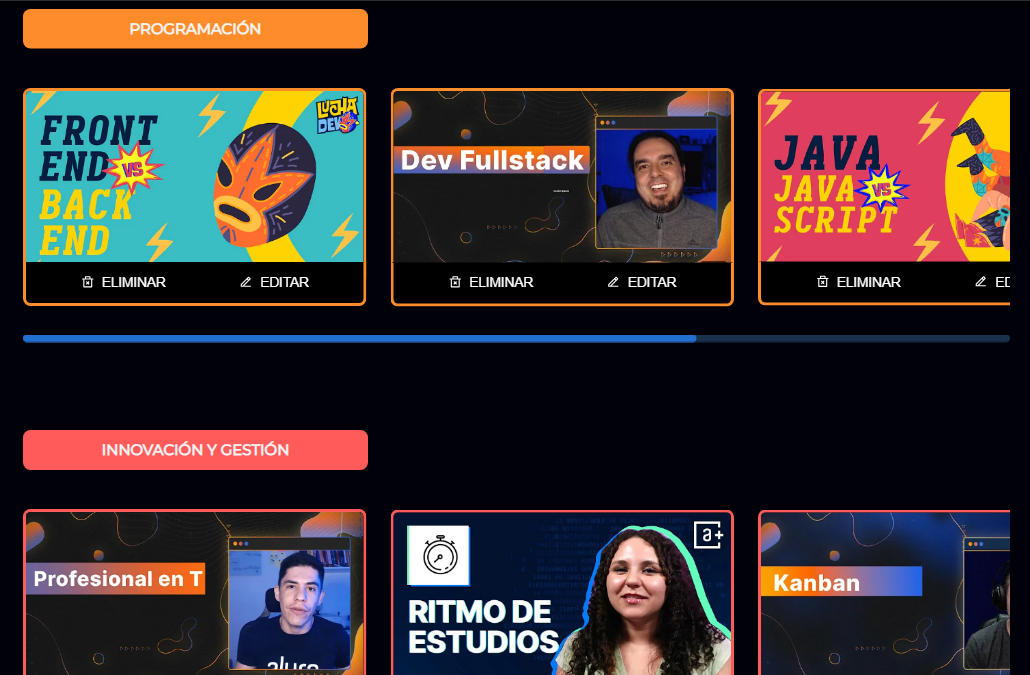 PROGRAMACIÓN
FRONT
END
VS
BACK
END
LUCHA
DEV
Dev Fullstack
JAVA
JAVA
VS
SCRIPT
ELIMINAR
EDITAR
ELIMINAR
EDITAR
ELIMINAR
ED
INNOVACIÓN Y GESTIÓN
Profesional en T
alura
RITMO DE
ESTUDIOS
a+
Kanban